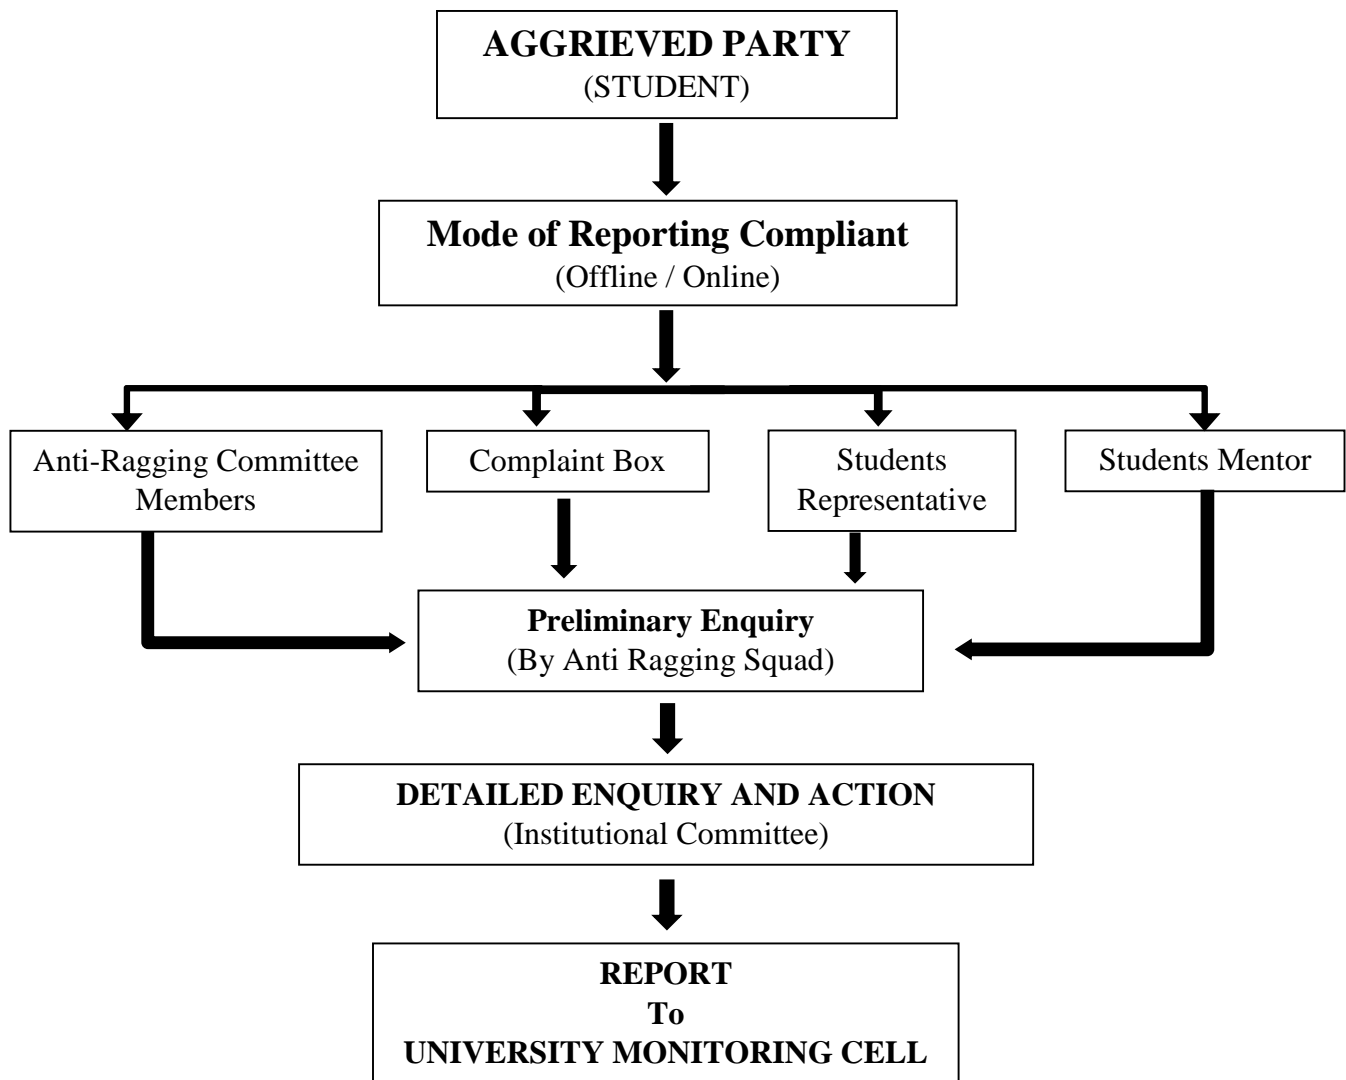 AGGRIEVED PARTY
(STUDENT)
Mode of Reporting Compliant
(Offline / Online)
Anti-Ragging Committee
Members
Complaint Box
Students
Representative
Students Mentor
Preliminary Enquiry
(By Anti Ragging Squad)
DETAILED ENQUIRY AND ACTION
(Institutional Committee)
REPORT
To
UNIVERSITY MONITORING CELL